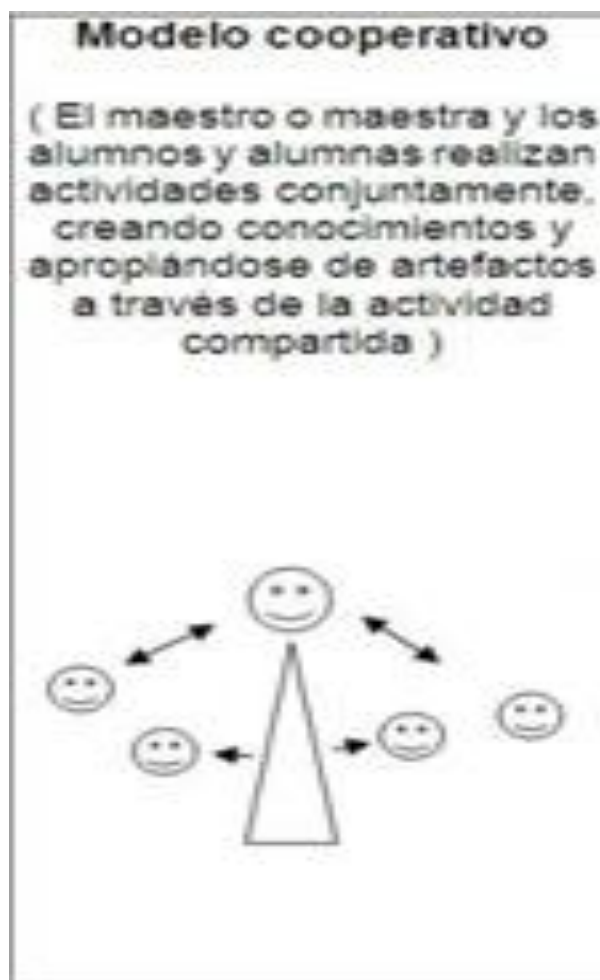 Modelo cooperativo
( El maestro o maestra y los
alumnos y alumnas realizan
actividades conjuntamente,
creando conocimientos y
apropiándose de artefactos
a través de la actividad
compartida )